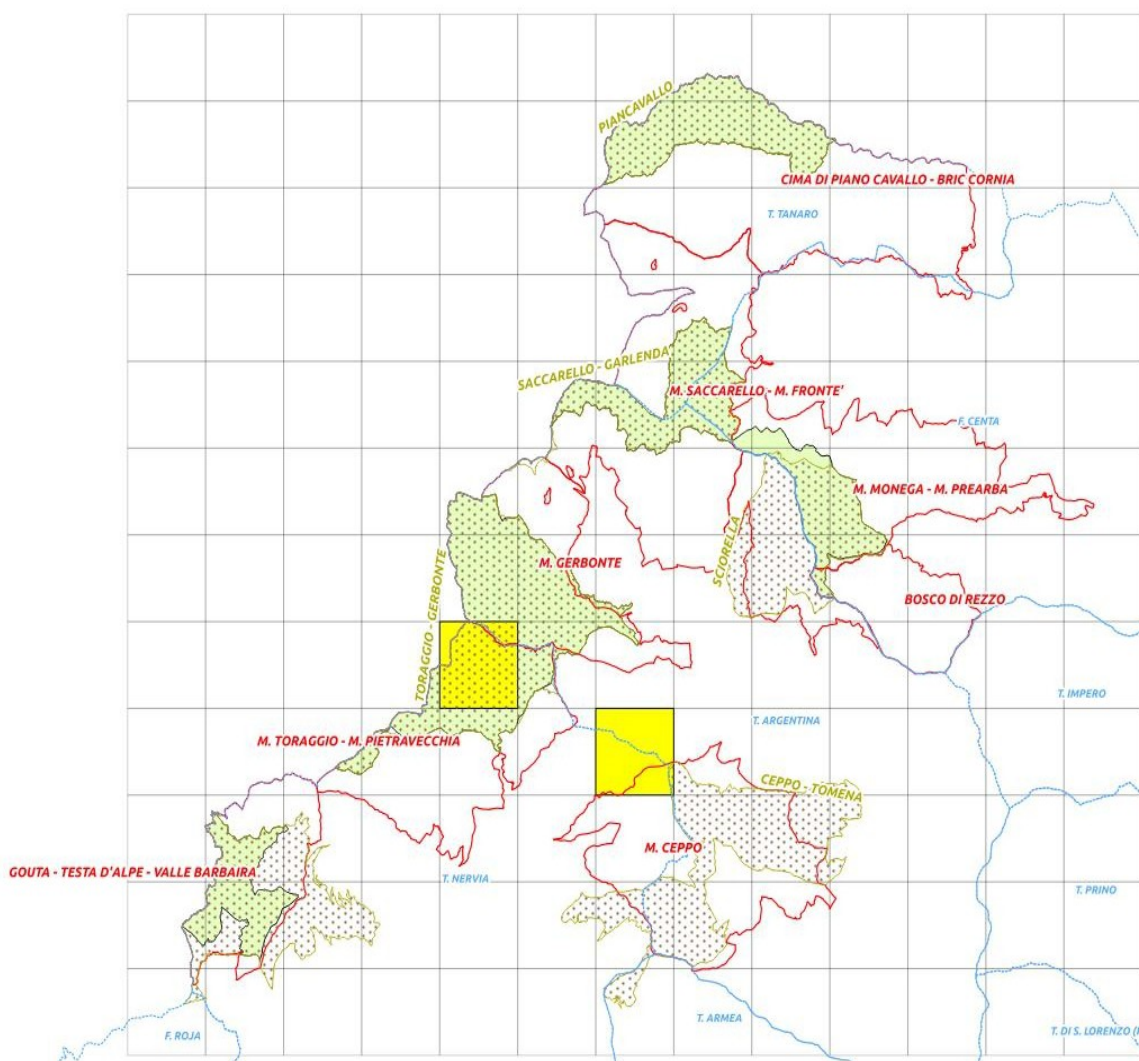 PIANCAVALLO
CIMA DI PIANO CAVALLO - BRIC CORNIA
T. TANARO
SACCARELLO - GARLENDA
M. SACCARELLO - M. FRONTE'
F. CENTA
M. MONEGA - M. PREARBA
SCIORELLA
M. GERBONTE
TORAGGIO - GERBONTE
BOSCO DI REZZO
T. IMPERO
T. ARGENTINA
M. TORAGGIO - M. PIETRAVECCHIA
CEPPO - TOMENA
M. CEPPO
GOUTA - TESTA D'ALPE - VALLE BARBAIRA
T. NERVIA
T. PRINO
T. ARMEA
F. ROJA
T. DI S. LORENZO (